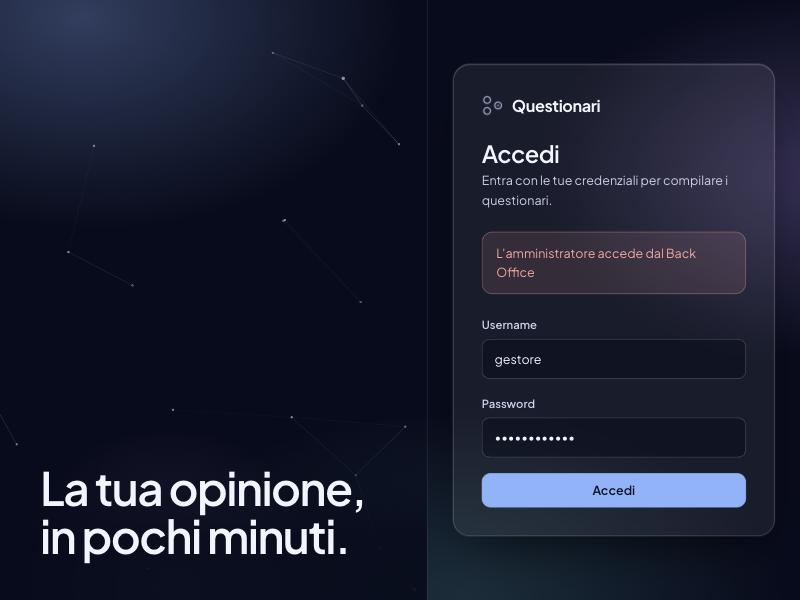 La tua opinione,
in pochi minuti.
Questionari
Accedi
Entra con le tue credenziali per compilare i
questionari.
L'amministratore accede dal Back
Office
Username
gestore
Password
••••••••••••
Accedi